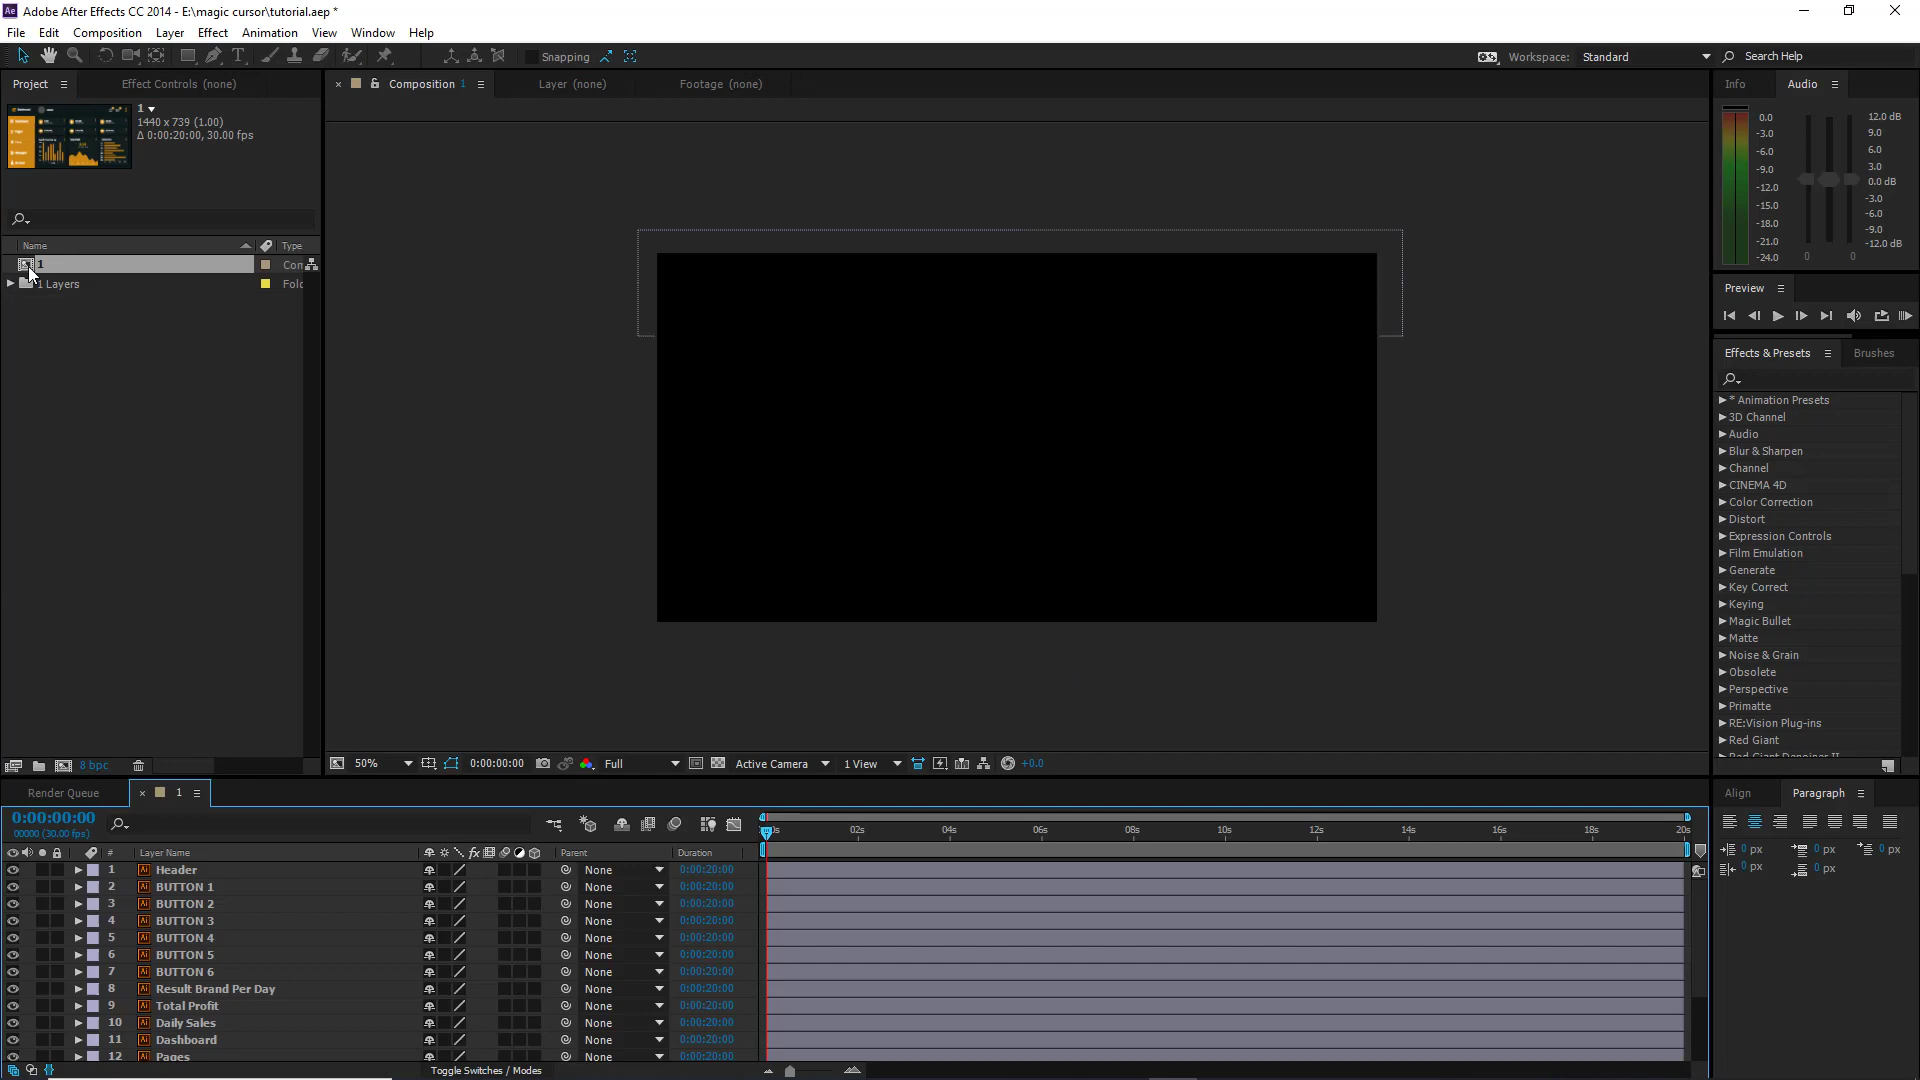 Adobe After Effects CC 2014 - E:\magic cursor\tutorial.aep *
File Edit Composition Layer Effect Animation View Window Help
Snapping
Workspace: Standard
Search Help
Project
Effect Controls (none)
Composition 1
Layer (none)
Footage (none)
Info
Audio
1
1440 x 739 (1.00)
Δ 0:00:20:00, 30.00 fps
0.0
-3.0
-6.0
-9.0
-12.0
-15.0
-18.0
-21.0
-24.0
0
0
12.0 dB
9.0
6.0
3.0
0.0 dB
-3.0
-6.0
-9.0
-12.0 dB
Name
Type
1
Con
1 Layers
Fold
Preview
Effects & Presets
Brushes
* Animation Presets
3D Channel
Audio
Blur & Sharpen
Channel
CINEMA 4D
Color Correction
Distort
Expression Controls
Film Emulation
Generate
Key Correct
Keying
Magic Bullet
Matte
Noise & Grain
Obsolete
Perspective
Primatte
RE:Vision Plug-ins
Red Giant
8 bpc
50%
0:00:00:00
Full
Active Camera
1 View
+0.0
Render Queue
1
Align
Paragraph
0:00:00:00
00000 (30.00 fps)
02s 04s 06s 08s 10s 12s 14s 16s 18s 20s
# Layer Name
Parent
Duration
1 Header None 0:00:20:00
2 BUTTON 1 None 0:00:20:00
3 BUTTON 2 None 0:00:20:00
4 BUTTON 3 None 0:00:20:00
5 BUTTON 4 None 0:00:20:00
6 BUTTON 5 None 0:00:20:00
7 BUTTON 6 None 0:00:20:00
8 Result Brand Per Day None 0:00:20:00
9 Total Profit None 0:00:20:00
10 Daily Sales None 0:00:20:00
11 Dashboard None 0:00:20:00
12 Pages None 0:00:20:00
0 px 0 px 0 px
0 px 0 px
Toggle Switches / Modes